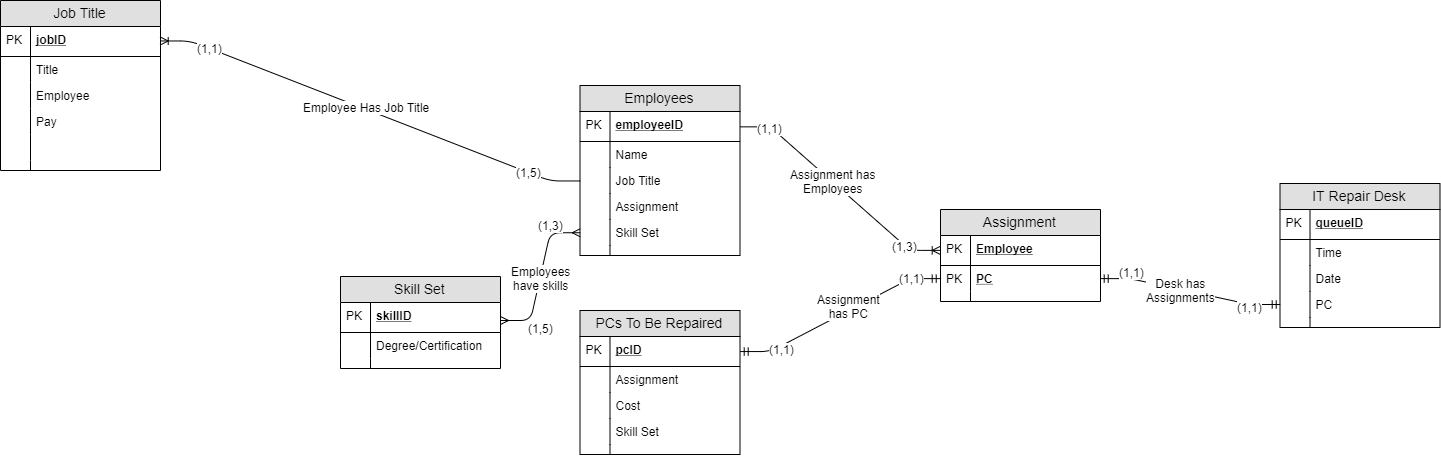 Job Title
PK jobID
Title
Employee
Pay
(1,1)
Employee Has Job Title
(1,5)
Employees
PK employeeID
Name
Job Title
Assignment
Skill Set
(1,1)
Assignment has
Employees
(1,3)
(1,3)
Employees
have skills
(1,5)
Skill Set
PK skillID
Degree/Certification
PCs To Be Repaired
PK pcID
Assignment
Cost
Skill Set
(1,1)
Assignment
has PC
(1,1)
Assignment
PK Employee
PK PC
(1,1)
Desk has
Assignments
(1,1)
IT Repair Desk
PK queueID
Time
Date
PC